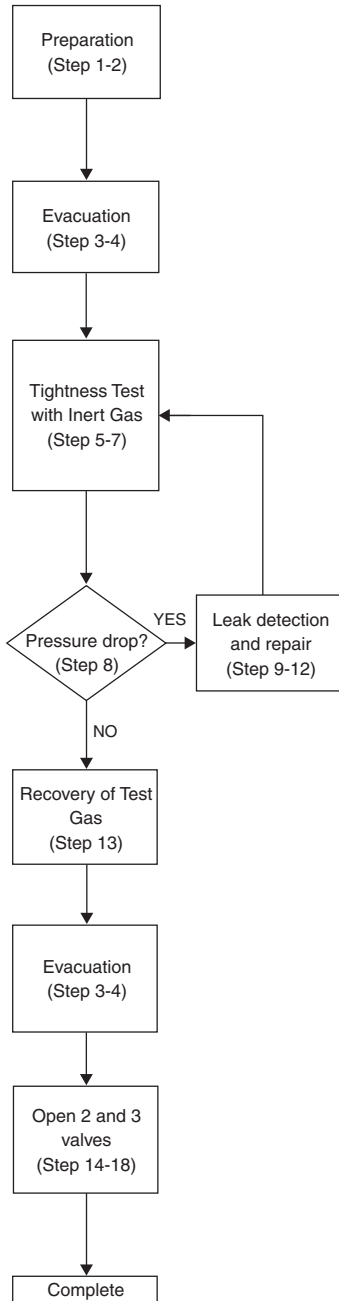 Preparation
(Step 1-2)
Evacuation
(Step 3-4)
Tightness Test
with Inert Gas
(Step 5-7)
Pressure drop?
(Step 8)
YES
Leak detection
and repair
(Step 9-12)
NO
Recovery of Test
Gas
(Step 13)
Evacuation
(Step 3-4)
Open 2 and 3
valves
(Step 14-18)
Complete